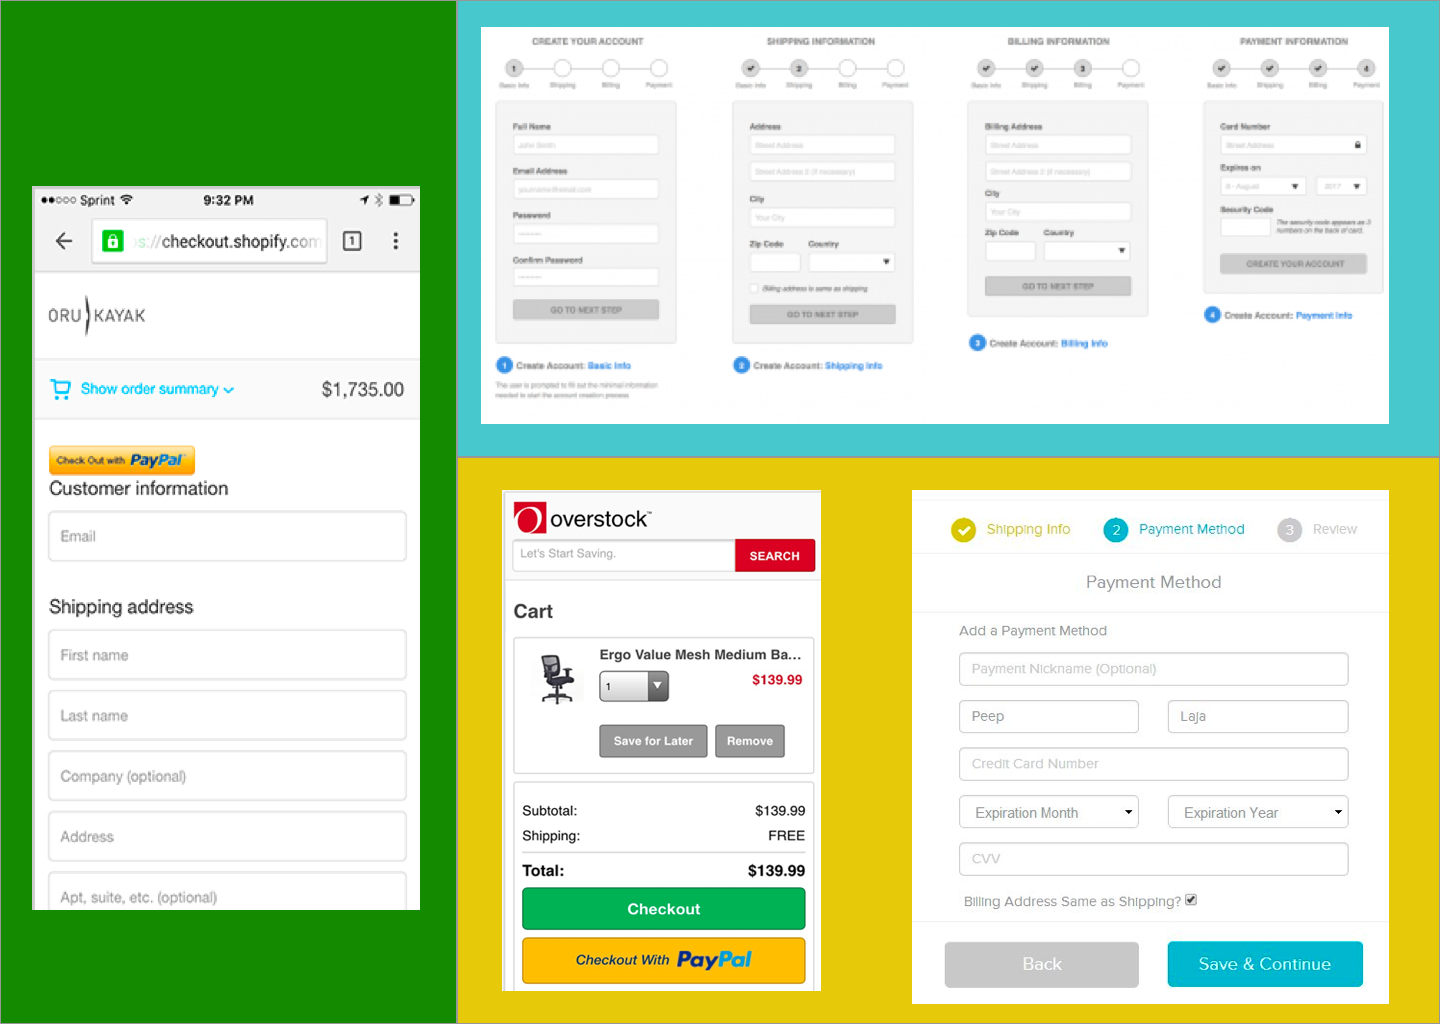 Sprint
9:32 PM
s://checkout.shopify.com
1
ORU KAYAK
Show order summary
$1,735.00
Check Out with PayPal
Customer information
Email
Shipping address
First name
Last name
Company (optional)
Address
Apt, suite, etc. (optional)
CREATE YOUR ACCOUNT
1
Basic Info Shipping Billing Payment
Full Name
John Smith
Email Address
yourname@email.com
Password
Confirm Password
GO TO NEXT STEP
1 Create Account: Basic Info
The user is prompted to fill out the minimal information
needed to start the account creation process
SHIPPING INFORMATION
2
Basic Info Shipping Billing Payment
Address
Street Address
Street Address 2 (if necessary)
City
Your City
Zip Code Country
Billing address is same as shipping
GO TO NEXT STEP
2 Create Account: Shipping Info
BILLING INFORMATION
3
Basic Info Shipping Billing Payment
Billing Address
Street Address
Street Address 2 (if necessary)
City
Your City
Zip Code Country
GO TO NEXT STEP
3 Create Account: Billing Info
PAYMENT INFORMATION
4
Basic Info Shipping Billing Payment
Card Number
Street Address
Expires on
8 - August 2017
Security Code
The security code appears as 3
numbers on the back of card.
CREATE YOUR ACCOUNT
4 Create Account: Payment Info
overstock™
Let's Start Saving. SEARCH
Cart
Ergo Value Mesh Medium Ba...
1 $139.99
Save for Later Remove
Subtotal: $139.99
Shipping: FREE
Total: $139.99
Checkout
Checkout With PayPal
Shipping Info 2 Payment Method 3 Review
Payment Method
Add a Payment Method
Payment Nickname (Optional)
Peep Laja
Credit Card Number
Expiration Month Expiration Year
CVV
Billing Address Same as Shipping?
Back Save & Continue